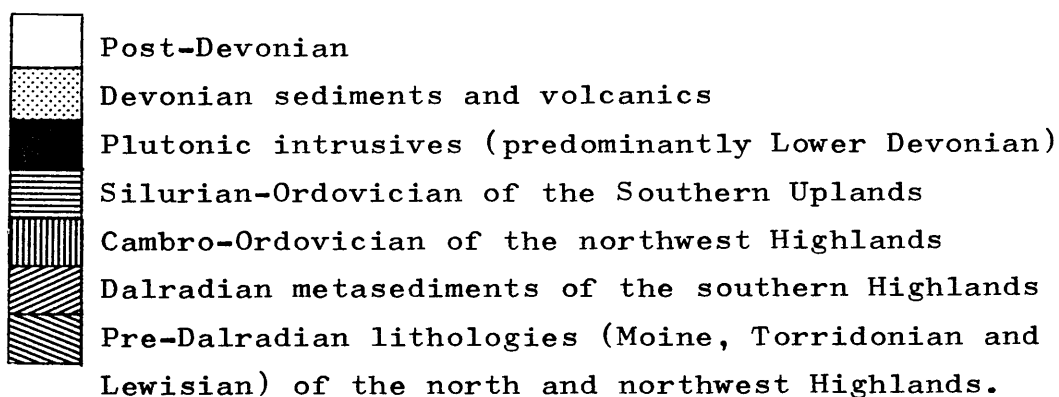 Post-Devonian
Devonian sediments and volcanics
Plutonic intrusives (predominantly Lower Devonian)
Silurian-Ordovician of the Southern Uplands
Cambro-Ordovician of the northwest Highlands
Dalradian metasediments of the southern Highlands
Pre-Dalradian lithologies (Moine, Torridonian and
Lewisian) of the north and northwest Highlands.